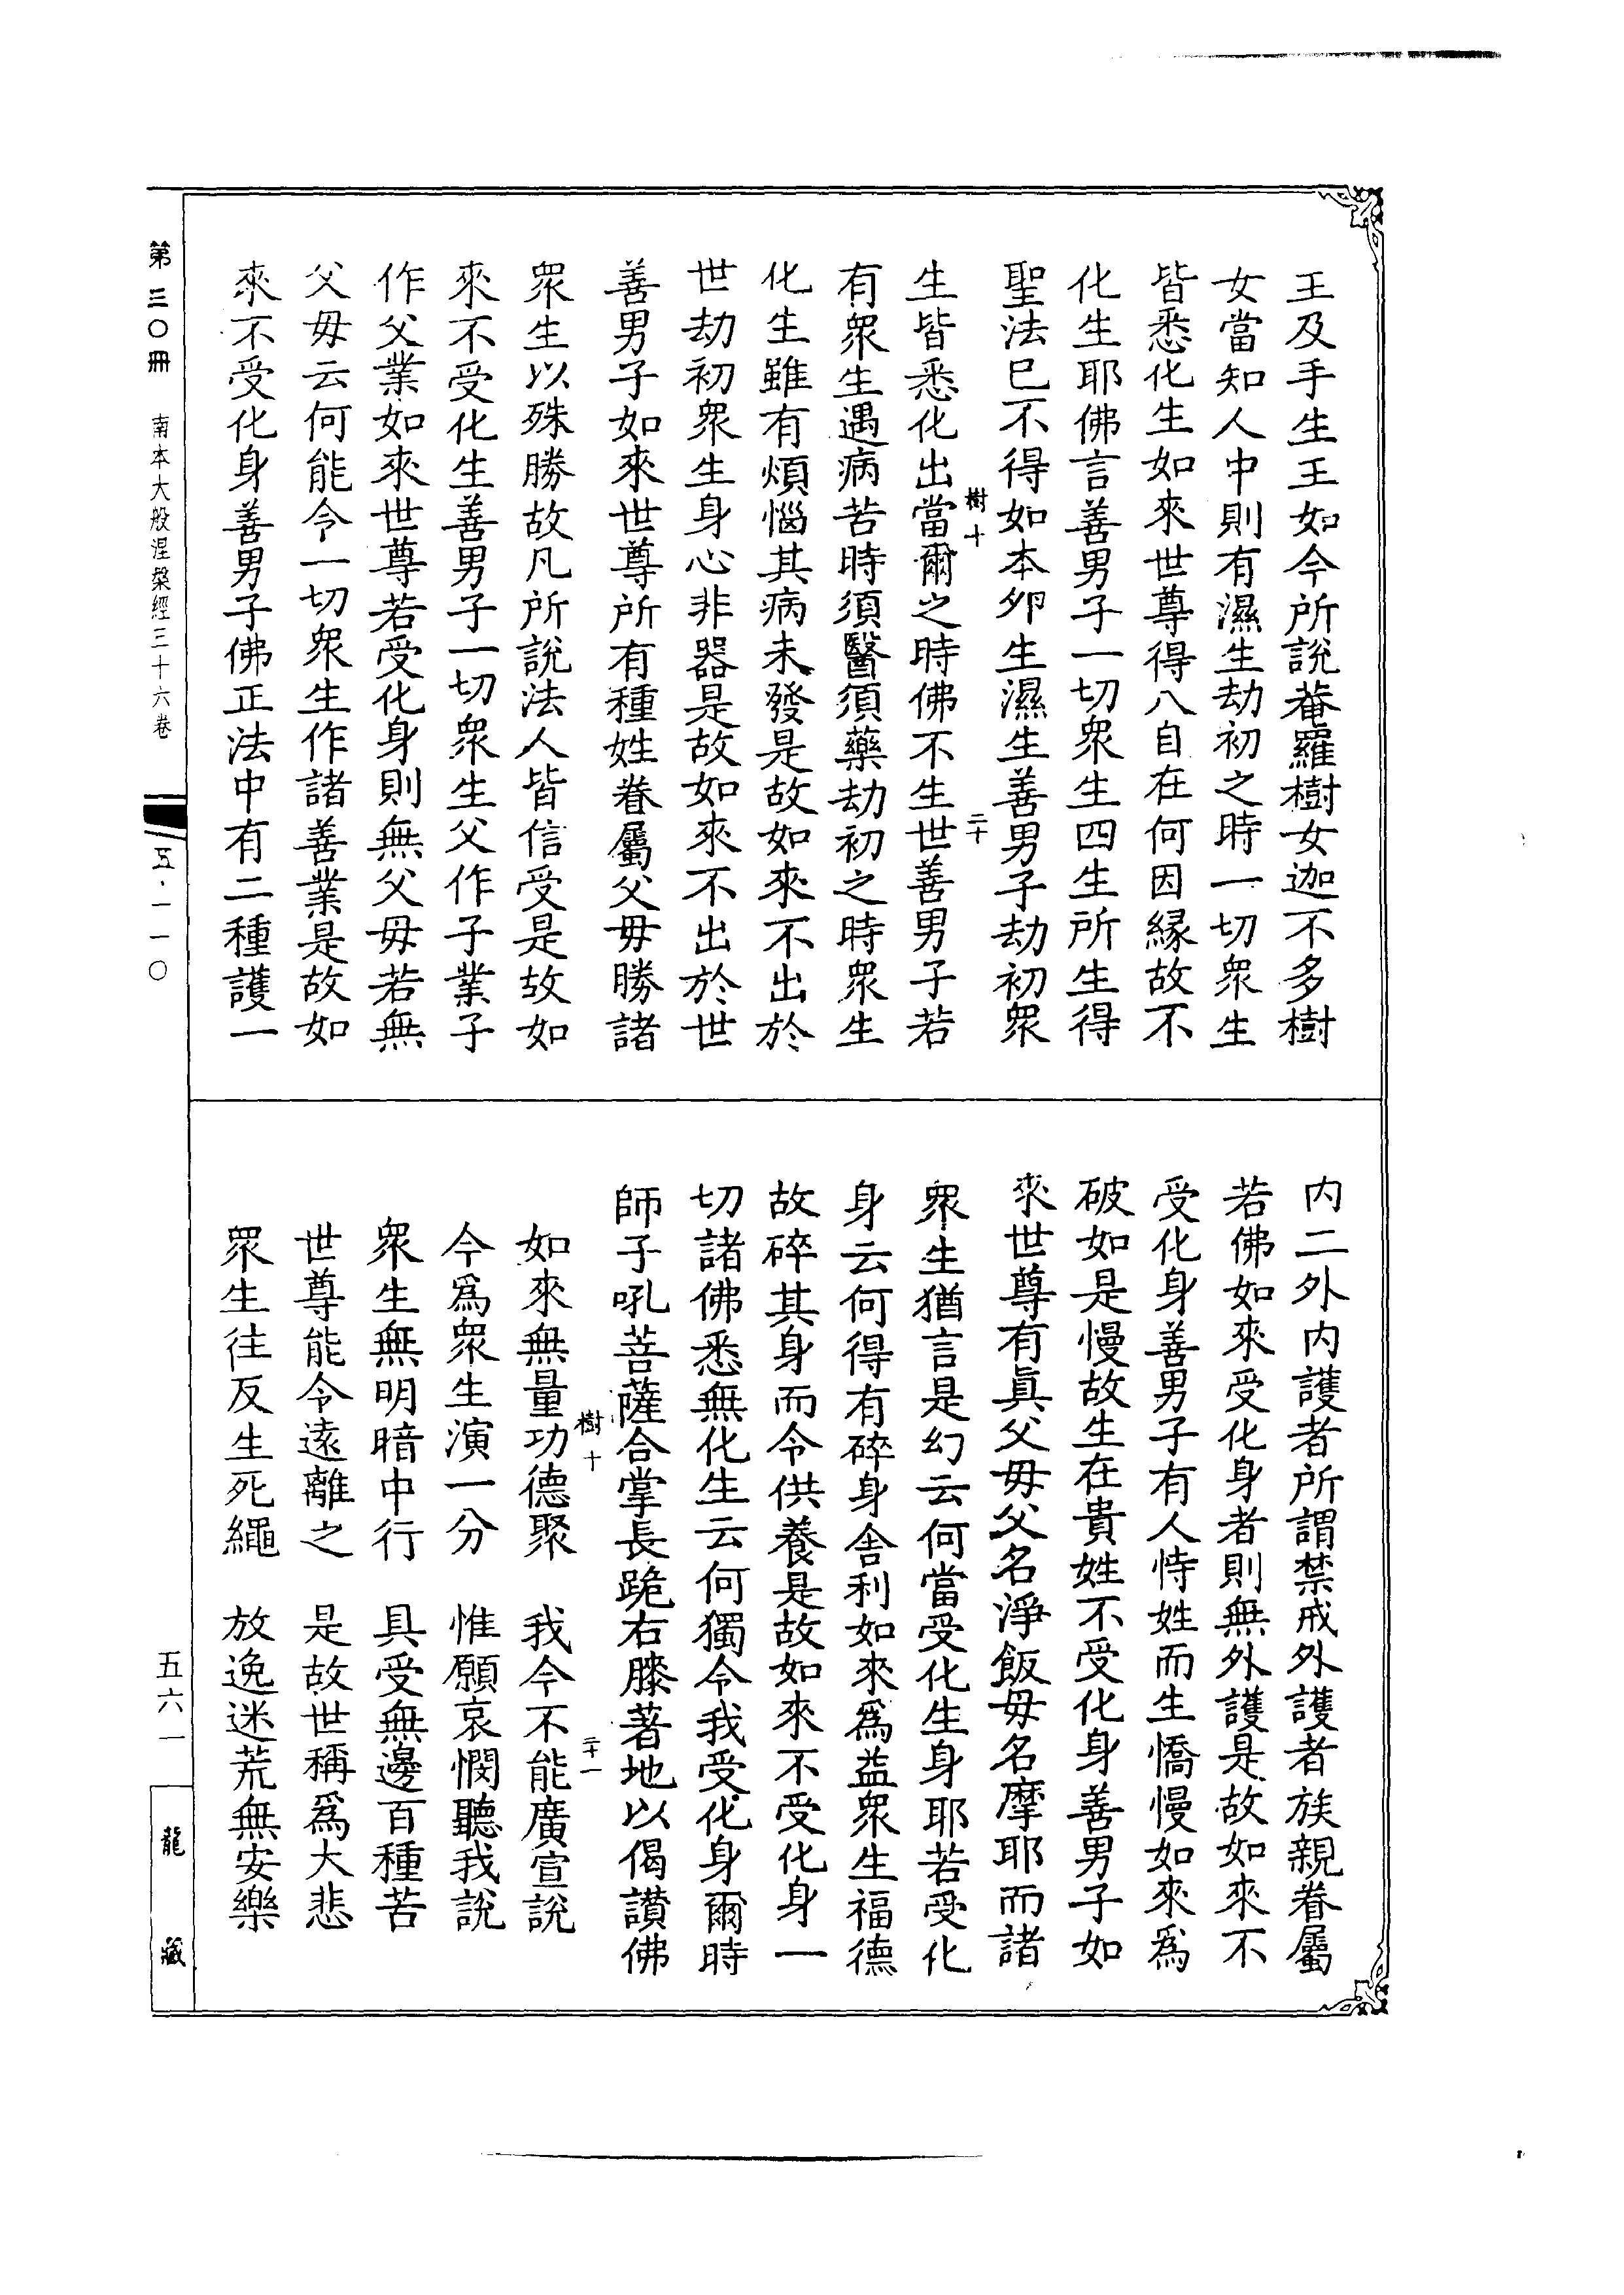 王及手生王如今所說菴羅樹女迦不多樹
女當知人中則有濕生劫初之時一切衆生
皆悉化生如來世尊得八自在何因緣故不
化生耶佛言善男子一切衆生四生所生得
聖法已不得如本卵生濕生善男子劫初衆
樹十 二十
生皆悉化出當爾之時佛不生世善男子若
有衆生遇病苦時須醫須藥劫初之時衆生
化生雖有煩惱其病未發是故如來不出於
世劫初衆生身心非器是故如來不出於世
善男子如來世尊所有種姓眷屬父母勝諸
衆生以殊勝故凡所說法人皆信受是故如
來不受化生善男子一切衆生父作子業子
作父業如來世尊若受化身則無父母若無
父母云何能令一切衆生作諸善業是故如
來不受化身善男子佛正法中有二種護一
内二外内護者所謂禁戒外護者族親眷屬
若佛如來受化身者則無外護是故如來不
受化身善男子有人恃姓而生憍慢如來爲
破如是慢故生在貴姓不受化身善男子如
來世尊有眞父母父名淨飯母名摩耶而諸
衆生猶言是幻云何當受化生身耶若受化
身云何得有碎身舍利如來爲益衆生福德
故碎其身而令供養是故如來不受化身一
切諸佛悉無化生云何獨令我受化身爾時
師子吼菩薩合掌長跪右膝著地以偈讃佛
樹十 二十一
如來無量功德聚 我今不能廣宣說
今爲衆生演一分 惟願哀憫聽我說
衆生無明暗中行 具受無邊百種苦
世尊能令遠離之 是故世稱爲大悲
衆生往反生死繩 放逸迷荒無安樂
第三〇冊 南本大般涅槃經三十六卷 五·一一〇
五六一 龍藏